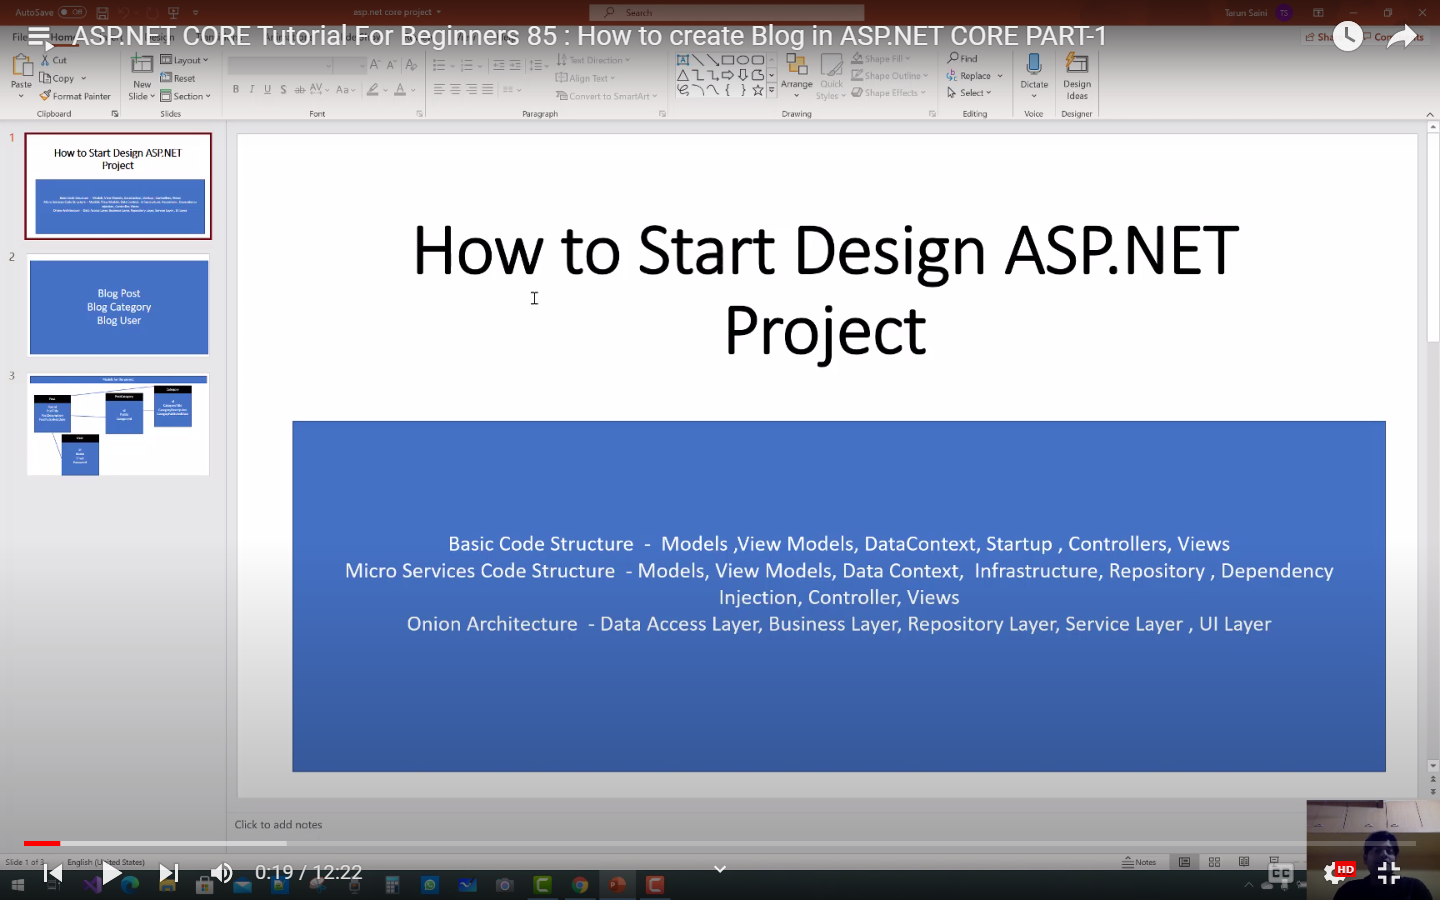 AutoSave Off
asp.net core project
Search
Terun Saini TS
ASP.NET CORE Tutorial For Beginners 85 : How to create Blog in ASP.NET CORE PART-1
Cut
Copy
Format Painter
Paste
Clipboard
New
Slide
Layout
Reset
Section
Slides
B I U S ab AV Aa A
Font
Text Direction
Align Text
Convert to SmartArt
Paragraph
Arrange
Quick
Styles
Shape Fill
Shape Outline
Shape Effects
Drawing
Find
Replace
Select
Editing
Dictate
Voice
Design
Ideas
Designer
1
How to Start Design ASP.NET
Project
2
Blog Post
Blog Category
Blog User
3
How to Start Design ASP.NET
Project
Basic Code Structure - Models ,View Models, DataContext, Startup , Controllers, Views
Micro Services Code Structure - Models, View Models, Data Context, Infrastructure, Repository , Dependency
Injection, Controller, Views
Onion Architecture - Data Access Layer, Business Layer, Repository Layer, Service Layer , UI Layer
Click to add notes
Slide 1 of 3
English (United States)
Notes
0:19 / 12:22
CC
HD